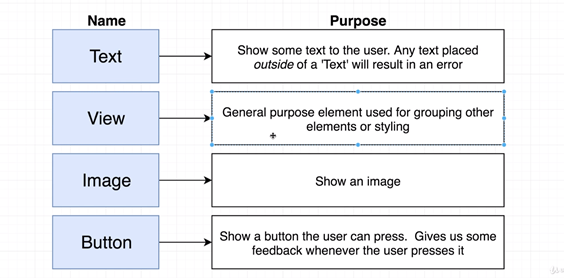 Name
Purpose
Text
Show some text to the user. Any text placed
outside of a 'Text' will result in an error
View
General purpose element used for grouping other
elements or styling
Image
Show an image
Button
Show a button the user can press.  Gives us some
feedback whenever the user presses it